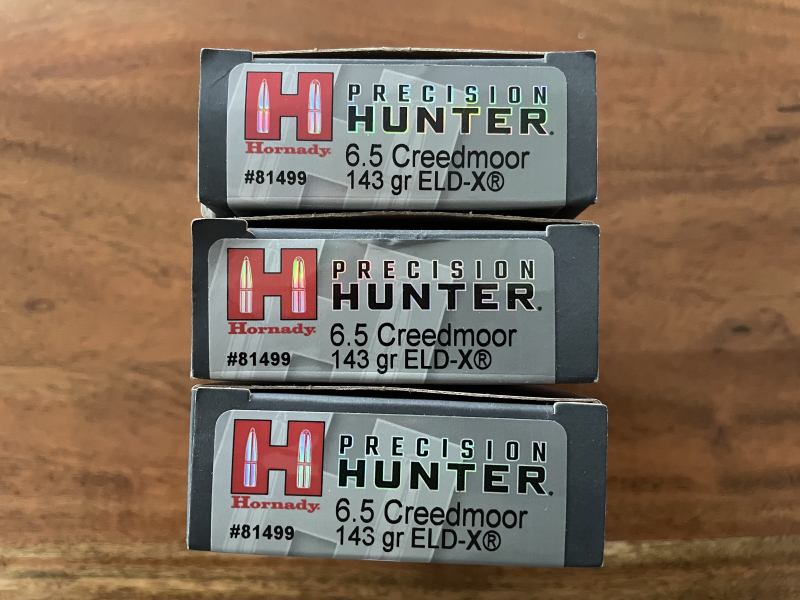 H PRECISION
HUNTER.
Hornady.
6.5 Creedmoor
#81499
143 gr ELD-X®
H PRECISION
HUNTER.
Hornady.
6.5 Creedmoor
#81499
143 gr ELD-X®
H PRECISION
HUNTER.
Hornady.
6.5 Creedmoor
#81499
143 gr ELD-X®